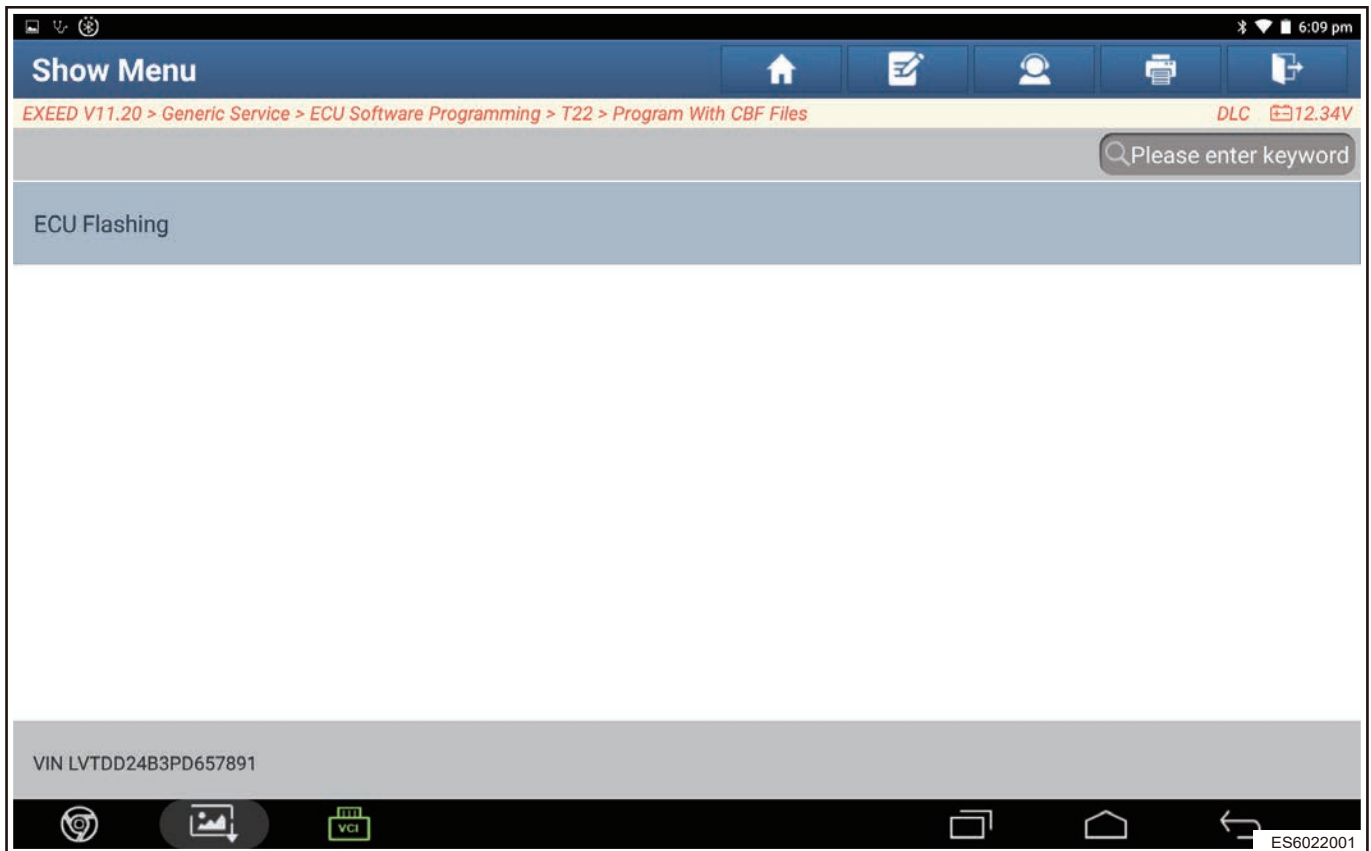 6:09 pm
Show Menu
EXEED V11.20 > Generic Service > ECU Software Programming > T22 > Program With CBF Files
DLC 12.34V
Please enter keyword
ECU Flashing
VIN LVTDD24B3PD657891
VCI
ES6022001